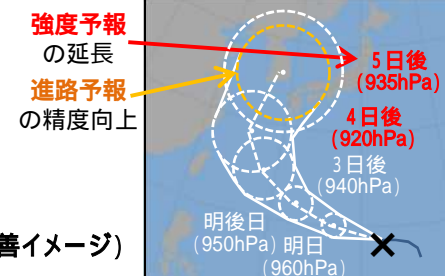 強度予報
の延長
進路予報
の精度向上
5日後
(935hPa)
4日後
(920hPa)
3日後
(940hPa)
明後日
(950hPa)
明日
(960hPa)
善イメージ)